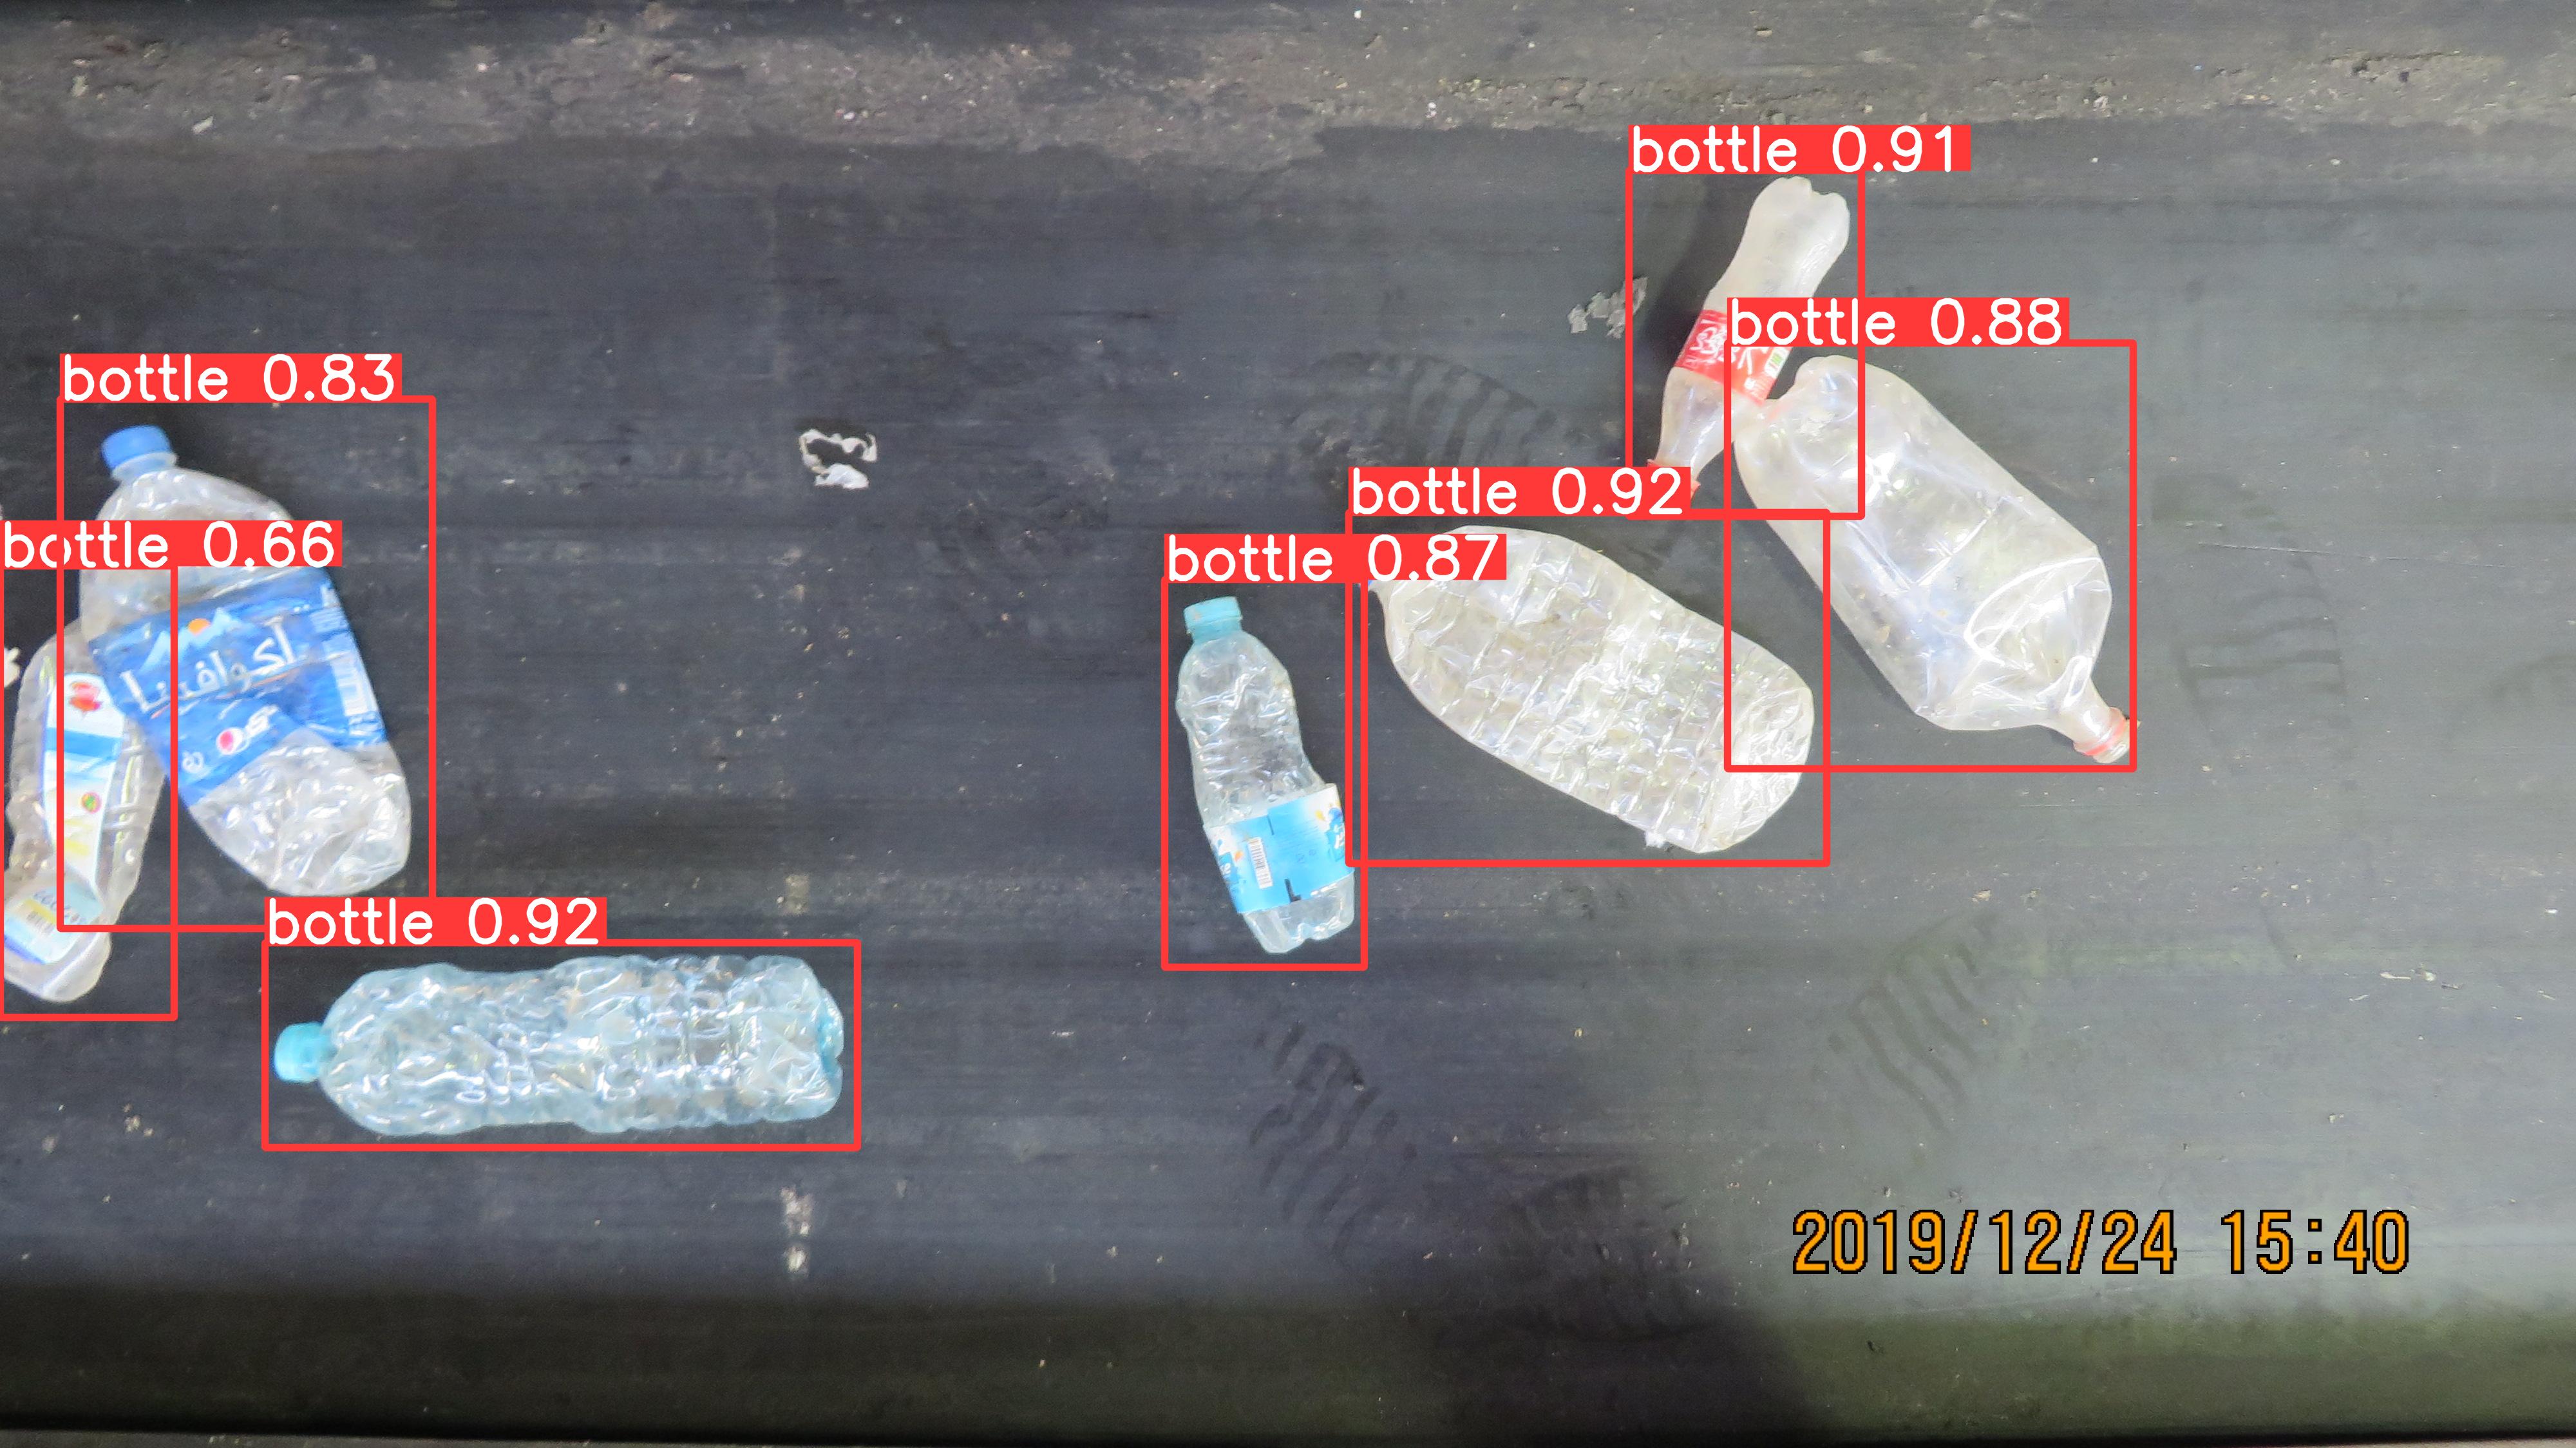 bottle 0.91
bottle 0.88
bottle 0.83
bottle 0.92
bottle 0.66
bottle 0.87
أكوافينا
bottle 0.92
2019/12/24 15:40